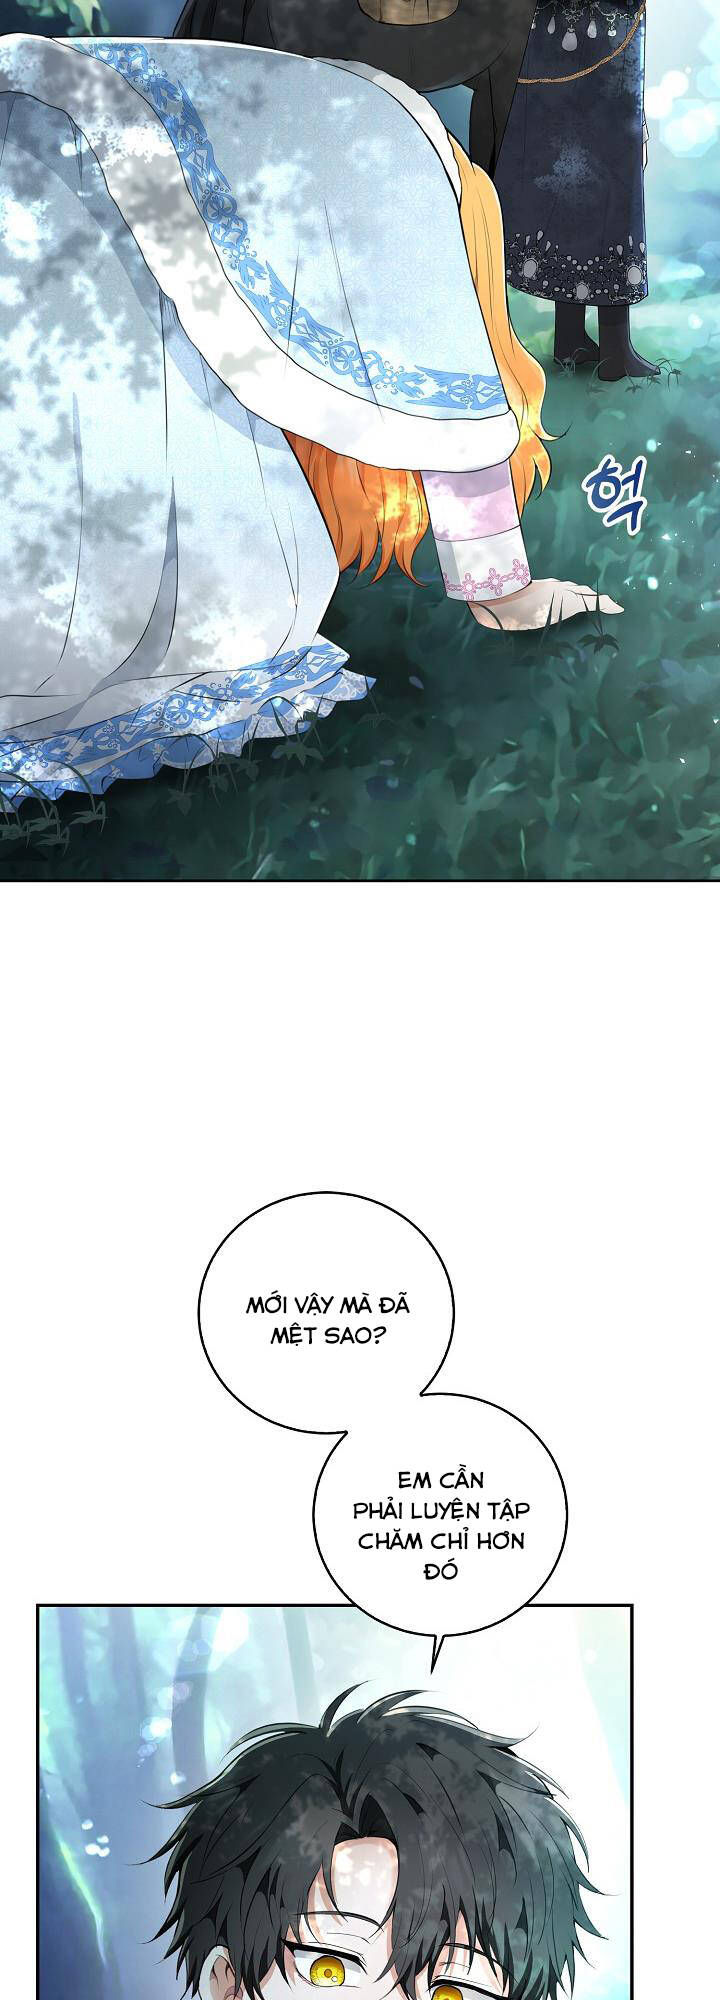 헉
MỚI VẬY MÀ ĐÃ
MỆT SAO?
EM CẦN
PHẢI LUYỆN TẬP
CHĂM CHỈ HƠN
ĐÓ